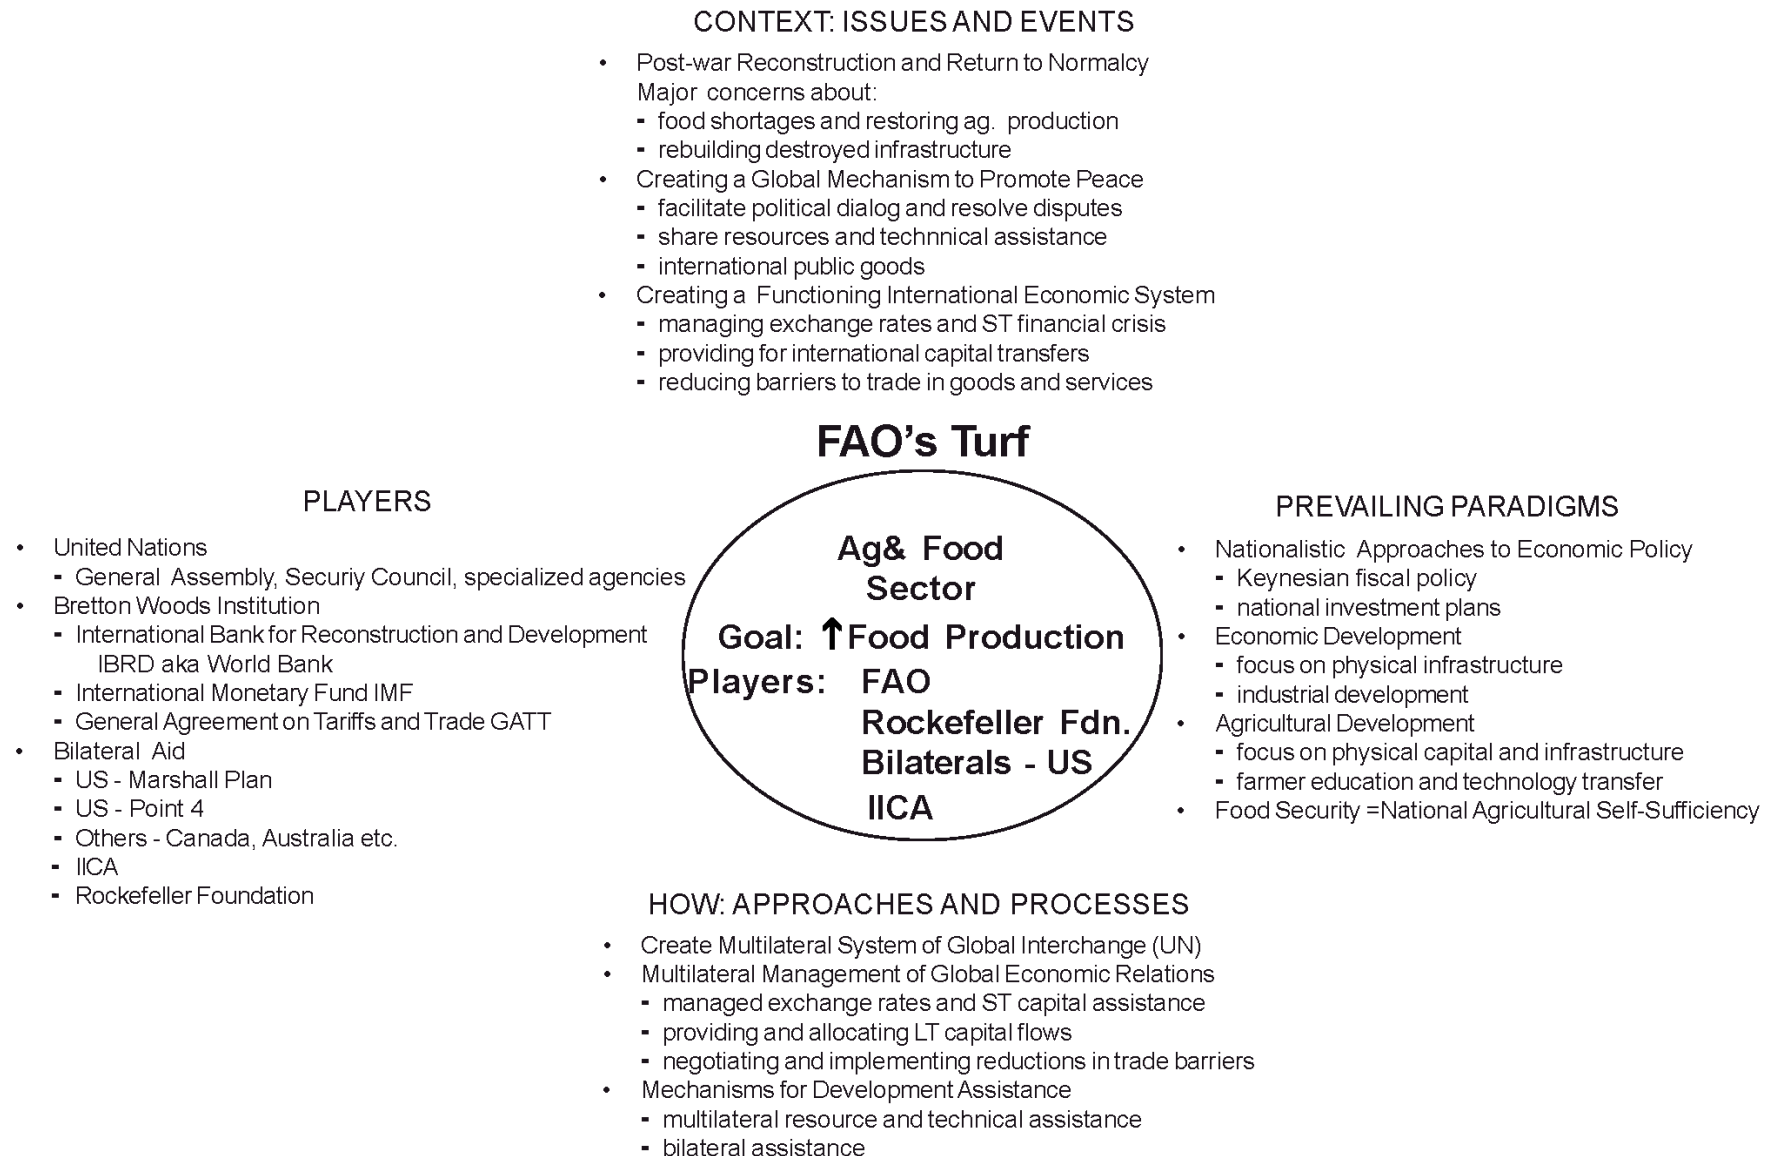 CONTEXT: ISSUES AND EVENTS
• Post-war Reconstruction and Return to Normalcy
Major concerns about:
- food shortages and restoring ag. production
- rebuilding destroyed infrastructure
• Creating a Global Mechanism to Promote Peace
- facilitate political dialog and resolve disputes
- share resources and technnical assistance
- international public goods
• Creating a Functioning International Economic System
- managing exchange rates and ST financial crisis
- providing for international capital transfers
- reducing barriers to trade in goods and services
FAO's Turf
PLAYERS
• United Nations
- General Assembly, Securiy Council, specialized agencies
• Bretton Woods Institution
- International Bank for Reconstruction and Development
IBRD aka World Bank
- International Monetary Fund IMF
- General Agreement on Tariffs and Trade GATT
• Bilateral Aid
- US - Marshall Plan
- US - Point 4
- Others - Canada, Australia etc.
- IICA
- Rockefeller Foundation
Ag& Food
Sector
Goal: ↑Food Production
Players: FAO
Rockefeller Fdn.
Bilaterals - US
IICA
PREVAILING PARADIGMS
• Nationalistic Approaches to Economic Policy
- Keynesian fiscal policy
- national investment plans
• Economic Development
- focus on physical infrastructure
- industrial development
• Agricultural Development
- focus on physical capital and infrastructure
- farmer education and technology transfer
• Food Security =National Agricultural Self-Sufficiency
HOW: APPROACHES AND PROCESSES
• Create Multilateral System of Global Interchange (UN)
• Multilateral Management of Global Economic Relations
- managed exchange rates and ST capital assistance
- providing and allocating LT capital flows
- negotiating and implementing reductions in trade barriers
• Mechanisms for Development Assistance
- multilateral resource and technical assistance
- bilateral assistance